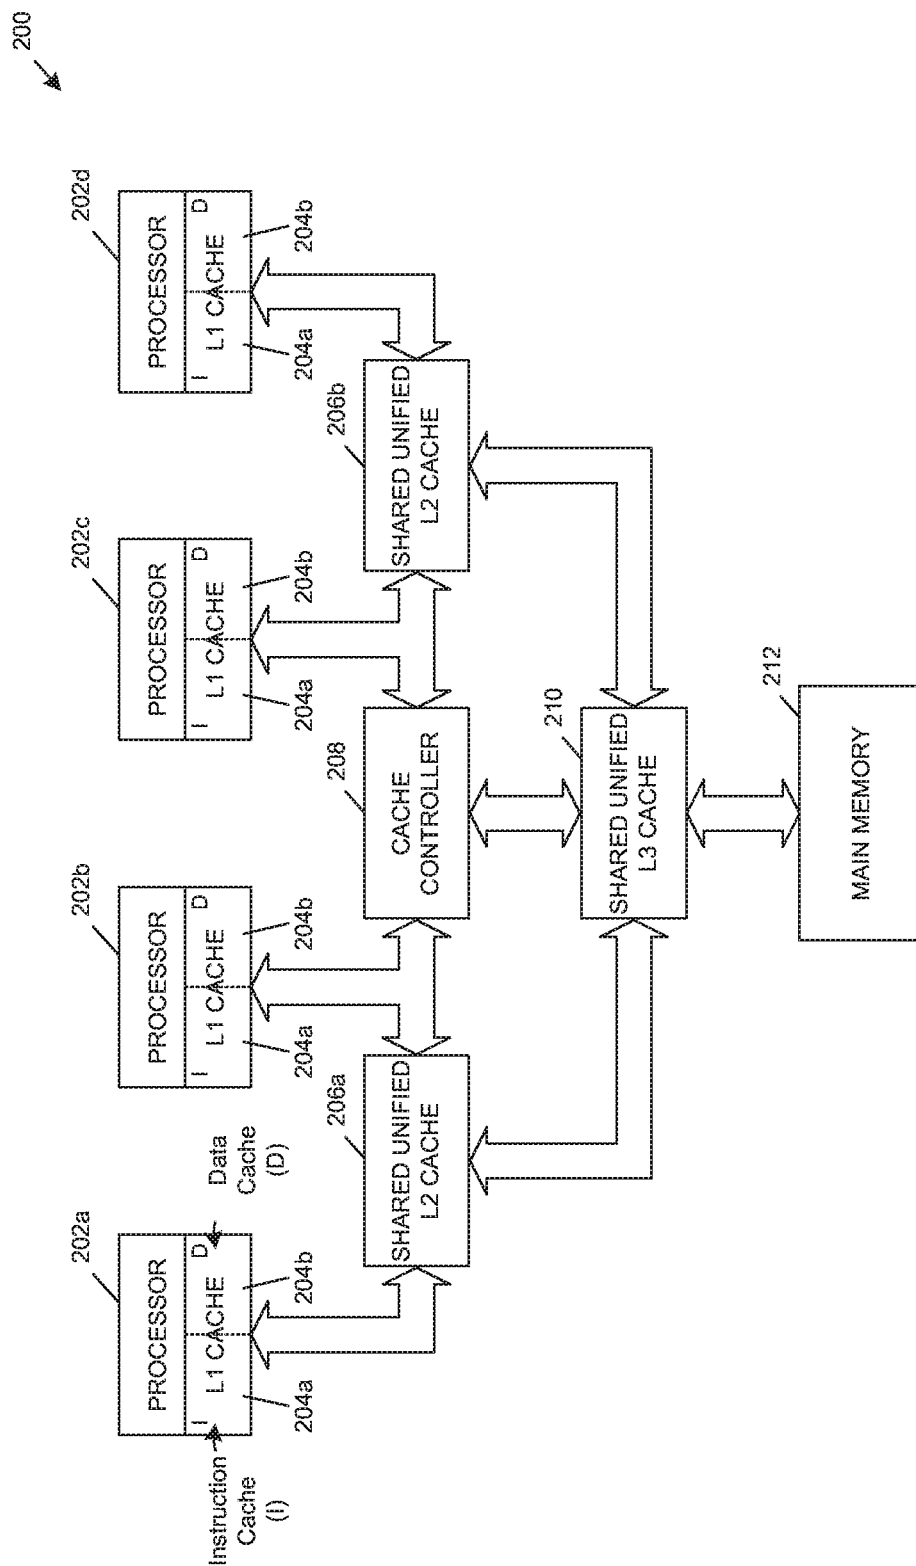 200
202a
202b
202c
202d
PROCESSOR
PROCESSOR
PROCESSOR
PROCESSOR
I L1 CACHE D
I L1 CACHE D
I L1 CACHE D
I L1 CACHE D
204a
204b
204a
204b
204a
204b
204a
204b
Instruction
Cache
(I)
Data
Cache
(D)
206a
SHARED UNIFIED
L2 CACHE
208
CACHE
CONTROLLER
206b
SHARED UNIFIED
L2 CACHE
210
SHARED UNIFIED
L3 CACHE
212
MAIN MEMORY